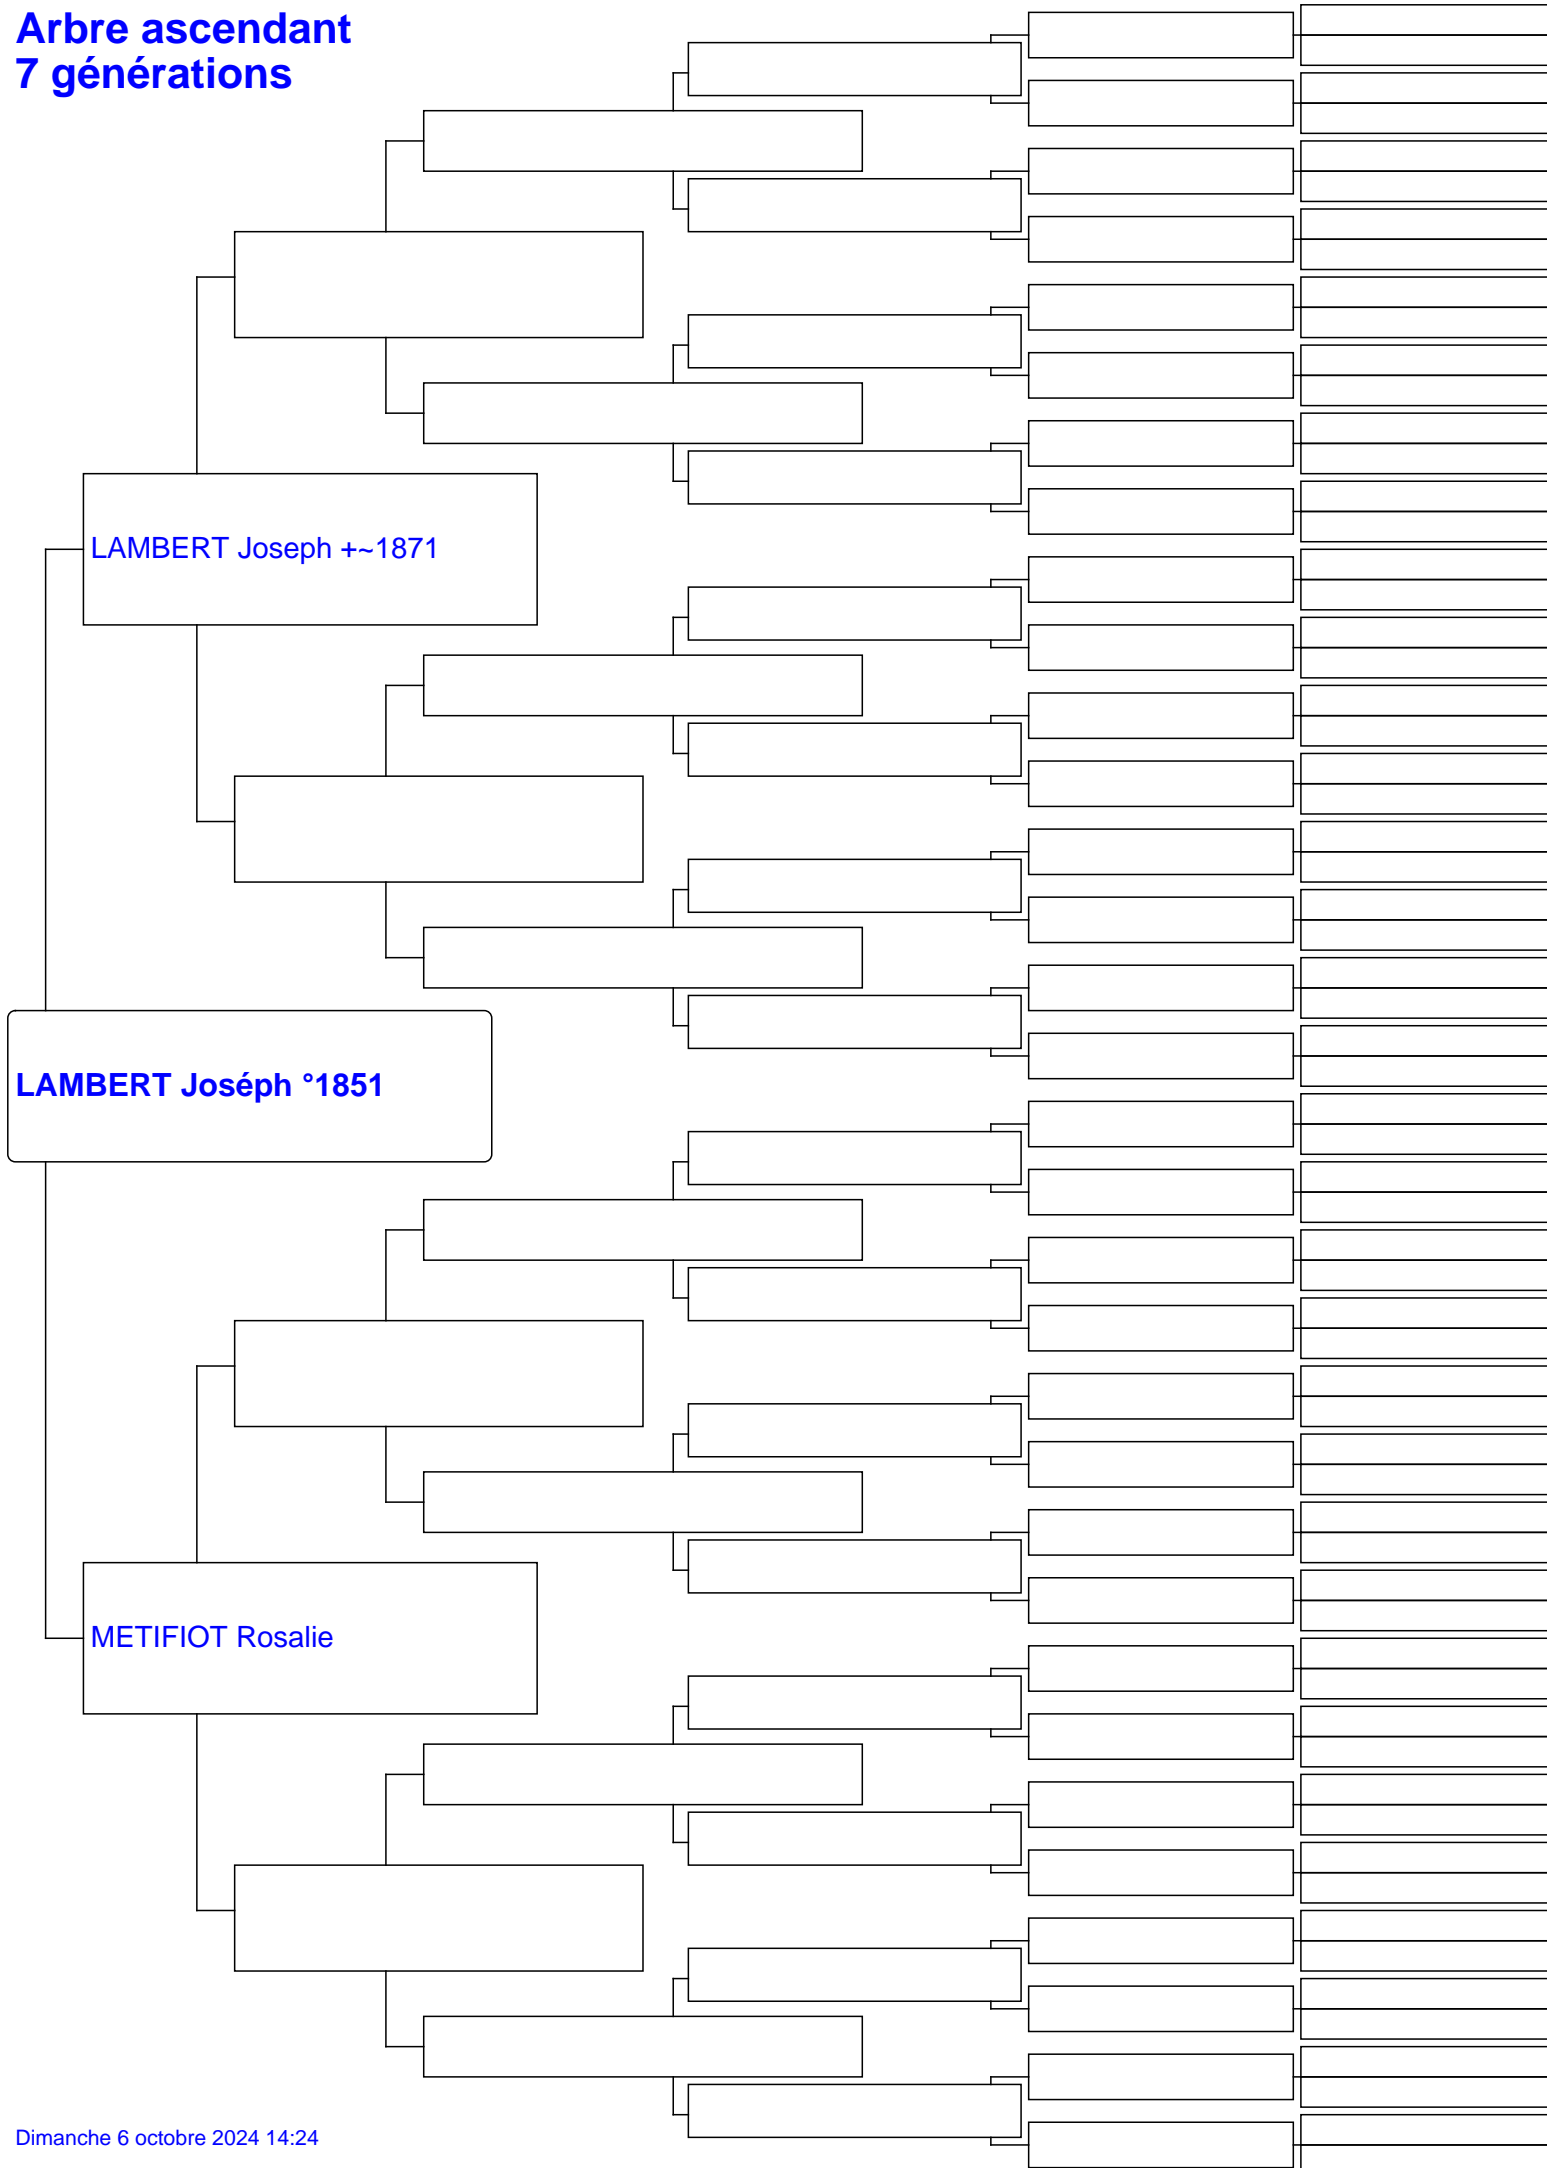 Arbre ascendant
7 générations
LAMBERT Joseph +~1871
LAMBERT Joséph °1851
METIFIOT Rosalie
Dimanche 6 octobre 2024 14:24